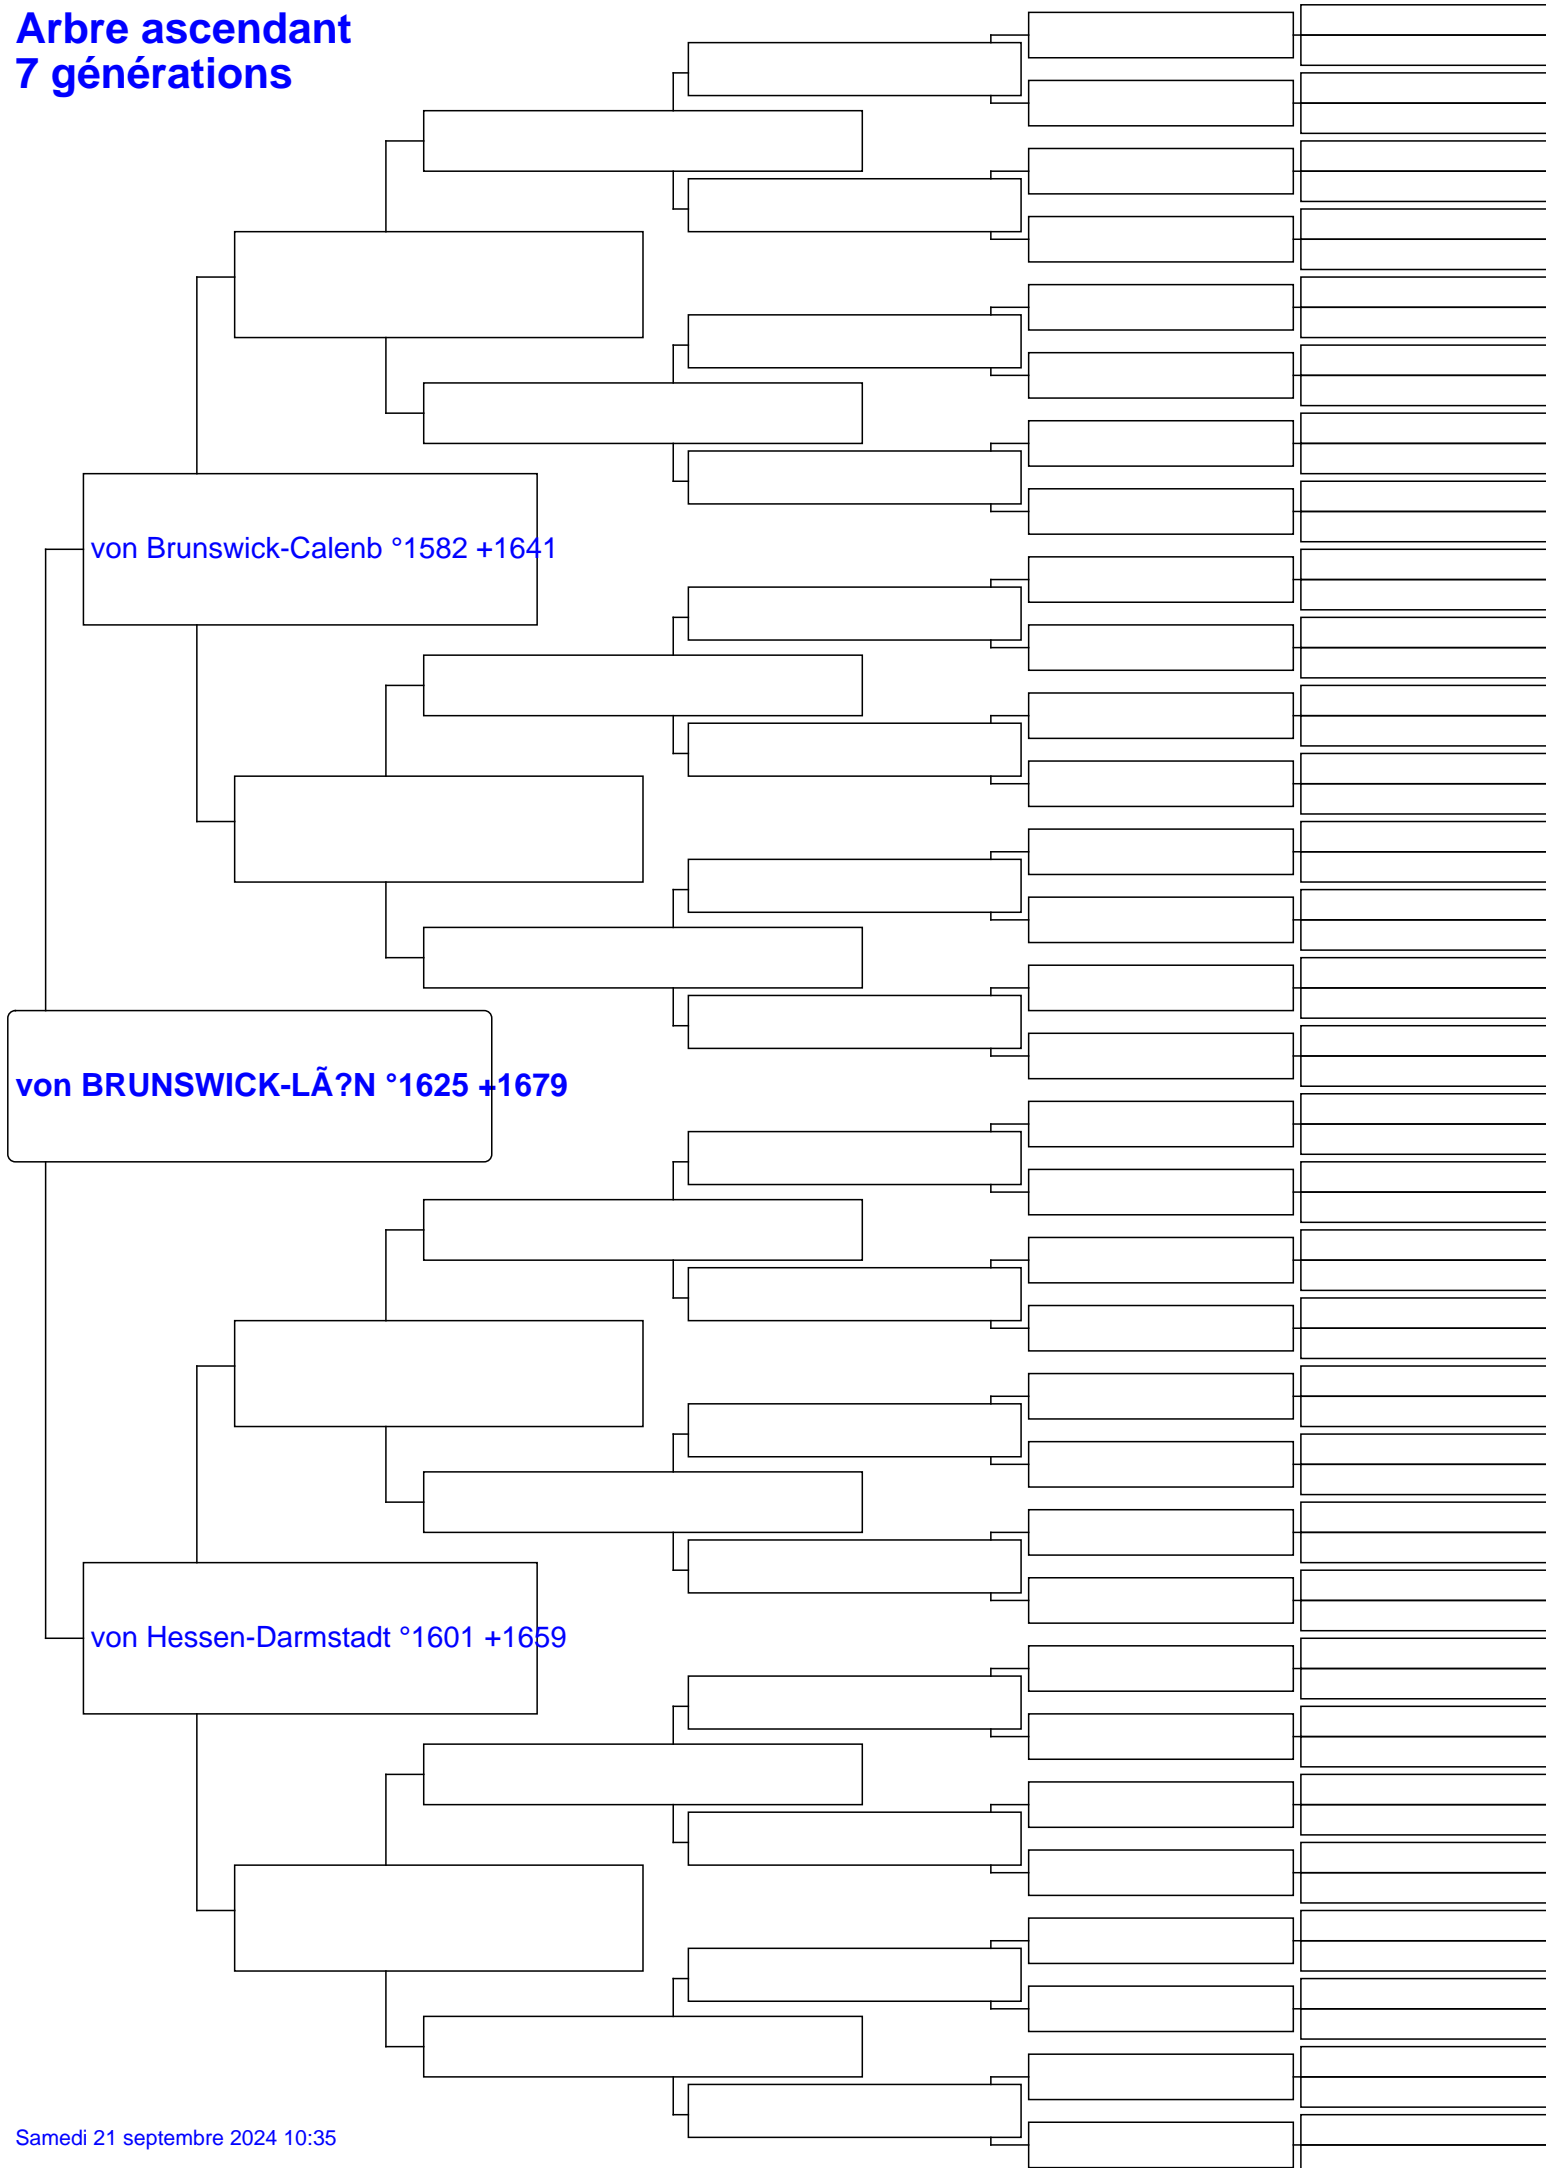 Arbre ascendant
7 générations
von Brunswick-Calenb °1582 +1641
von BRUNSWICK-LÃ?N °1625 +1679
von Hessen-Darmstadt °1601 +1659
Samedi 21 septembre 2024 10:35